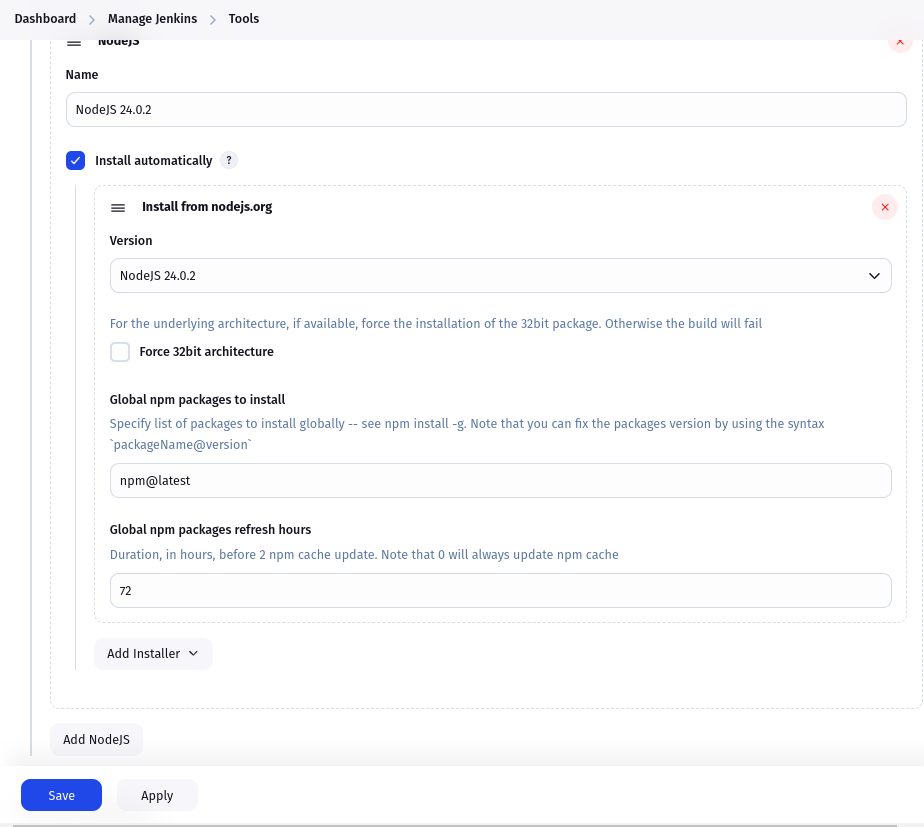 Dashboard > Manage Jenkins > Tools
NodeJS
Name
NodeJS 24.0.2
Install automatically ?
Install from nodejs.org
Version
NodeJS 24.0.2
For the underlying architecture, if available, force the installation of the 32bit package. Otherwise the build will fail
Force 32bit architecture
Global npm packages to install
Specify list of packages to install globally -- see npm install -g. Note that you can fix the packages version by using the syntax
`packageName@version`
npm@latest
Global npm packages refresh hours
Duration, in hours, before 2 npm cache update. Note that 0 will always update npm cache
72
Add Installer
Add NodeJS
Save Apply